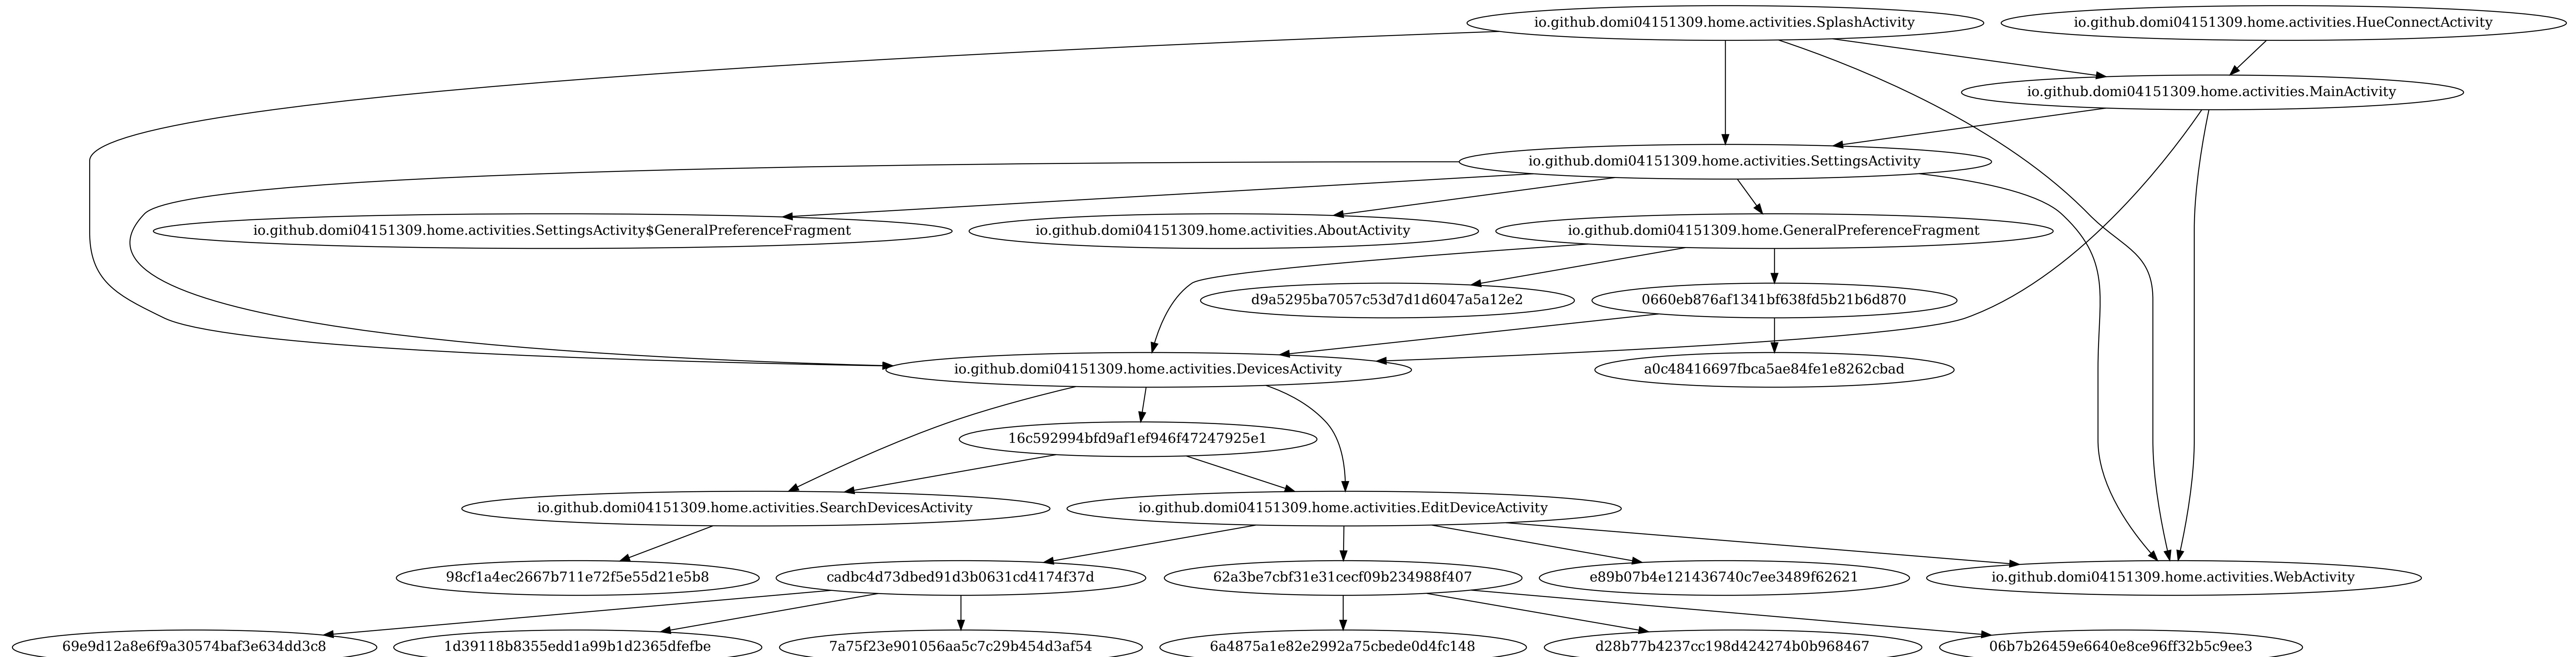 io.github.domi04151309.home.activities.SplashActivity
io.github.domi04151309.home.activities.HueConnectActivity
io.github.domi04151309.home.activities.MainActivity
io.github.domi04151309.home.activities.SettingsActivity
io.github.domi04151309.home.activities.SettingsActivity$GeneralPreferenceFragment
io.github.domi04151309.home.activities.AboutActivity
io.github.domi04151309.home.GeneralPreferenceFragment
d9a5295ba7057c53d7d1d6047a5a12e2
0660eb876af1341bf638fd5b21b6d870
io.github.domi04151309.home.activities.DevicesActivity
a0c48416697fbca5ae84fe1e8262cbad
16c592994bfd9af1ef946f47247925e1
io.github.domi04151309.home.activities.SearchDevicesActivity
io.github.domi04151309.home.activities.EditDeviceActivity
98cf1a4ec2667b711e72f5e55d21e5b8
cadbc4d73dbed91d3b0631cd4174f37d
62a3be7cbf31e31cecf09b234988f407
e89b07b4e121436740c7ee3489f62621
io.github.domi04151309.home.activities.WebActivity
69e9d12a8e6f9a30574baf3e634dd3c8
1d39118b8355edd1a99b1d2365dfefbe
7a75f23e901056aa5c7c29b454d3af54
6a4875a1e82e2992a75cbede0d4fc148
d28b77b4237cc198d424274b0b968467
06b7b26459e6640e8ce96ff32b5c9ee3